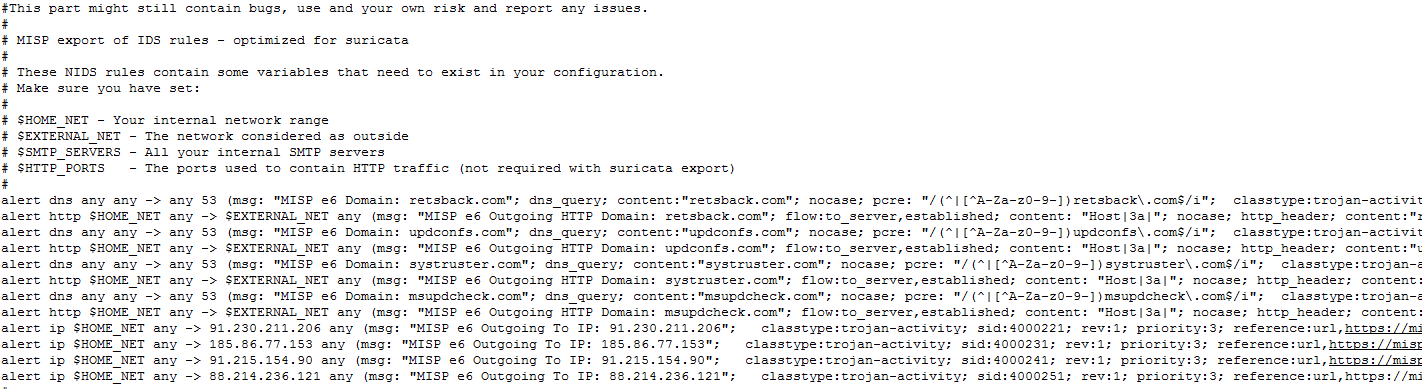 #This part might still contain bugs, use and your own risk and report any issues.
#
# MISP export of IDS rules - optimized for suricata
#
# These NIDS rules contain some variables that need to exist in your configuration.
# Make sure you have set:
#
# $HOME_NET - Your internal network range
# $EXTERNAL_NET - The network considered as outside
# $SMTP_SERVERS - All your internal SMTP servers
# $HTTP_PORTS   - The ports used to contain HTTP traffic (not required with suricata export)
#
alert dns any any -> any 53 (msg: "MISP e6 Domain: retsback.com"; dns_query; content:"retsback.com"; nocase; pcre: "/(^|[^A-Za-z0-9-])retsback\.com$/i";  classtype:trojan-activit
alert http $HOME_NET any -> $EXTERNAL_NET any (msg: "MISP e6 Outgoing HTTP Domain: retsback.com"; flow:to_server,established; content: "Host|3a|"; nocase; http_header; content:"r
alert dns any any -> any 53 (msg: "MISP e6 Domain: updconfs.com"; dns_query; content:"updconfs.com"; nocase; pcre: "/(^|[^A-Za-z0-9-])updconfs\.com$/i";  classtype:trojan-activit
alert http $HOME_NET any -> $EXTERNAL_NET any (msg: "MISP e6 Outgoing HTTP Domain: updconfs.com"; flow:to_server,established; content: "Host|3a|"; nocase; http_header; content:"u
alert dns any any -> any 53 (msg: "MISP e6 Domain: systruster.com"; dns_query; content:"systruster.com"; nocase; pcre: "/(^|[^A-Za-z0-9-])systruster\.com$/i";  classtype:trojan-a
alert http $HOME_NET any -> $EXTERNAL_NET any (msg: "MISP e6 Outgoing HTTP Domain: systruster.com"; flow:to_server,established; content: "Host|3a|"; nocase; http_header; content:
alert dns any any -> any 53 (msg: "MISP e6 Domain: msupdcheck.com"; dns_query; content:"msupdcheck.com"; nocase; pcre: "/(^|[^A-Za-z0-9-])msupdcheck\.com$/i";  classtype:trojan-a
alert http $HOME_NET any -> $EXTERNAL_NET any (msg: "MISP e6 Outgoing HTTP Domain: msupdcheck.com"; flow:to_server,established; content: "Host|3a|"; nocase; http_header; content:
alert ip $HOME_NET any -> 91.230.211.206 any (msg: "MISP e6 Outgoing To IP: 91.230.211.206";   classtype:trojan-activity; sid:4000221; rev:1; priority:3; reference:url,https://mi
alert ip $HOME_NET any -> 185.86.77.153 any (msg: "MISP e6 Outgoing To IP: 185.86.77.153";   classtype:trojan-activity; sid:4000231; rev:1; priority:3; reference:url,https://misp
alert ip $HOME_NET any -> 91.215.154.90 any (msg: "MISP e6 Outgoing To IP: 91.215.154.90";   classtype:trojan-activity; sid:4000241; rev:1; priority:3; reference:url,https://misp
alert ip $HOME_NET any -> 88.214.236.121 any (msg: "MISP e6 Outgoing To IP: 88.214.236.121";   classtype:trojan-activity; sid:4000251; rev:1; priority:3; reference:url,https://mi